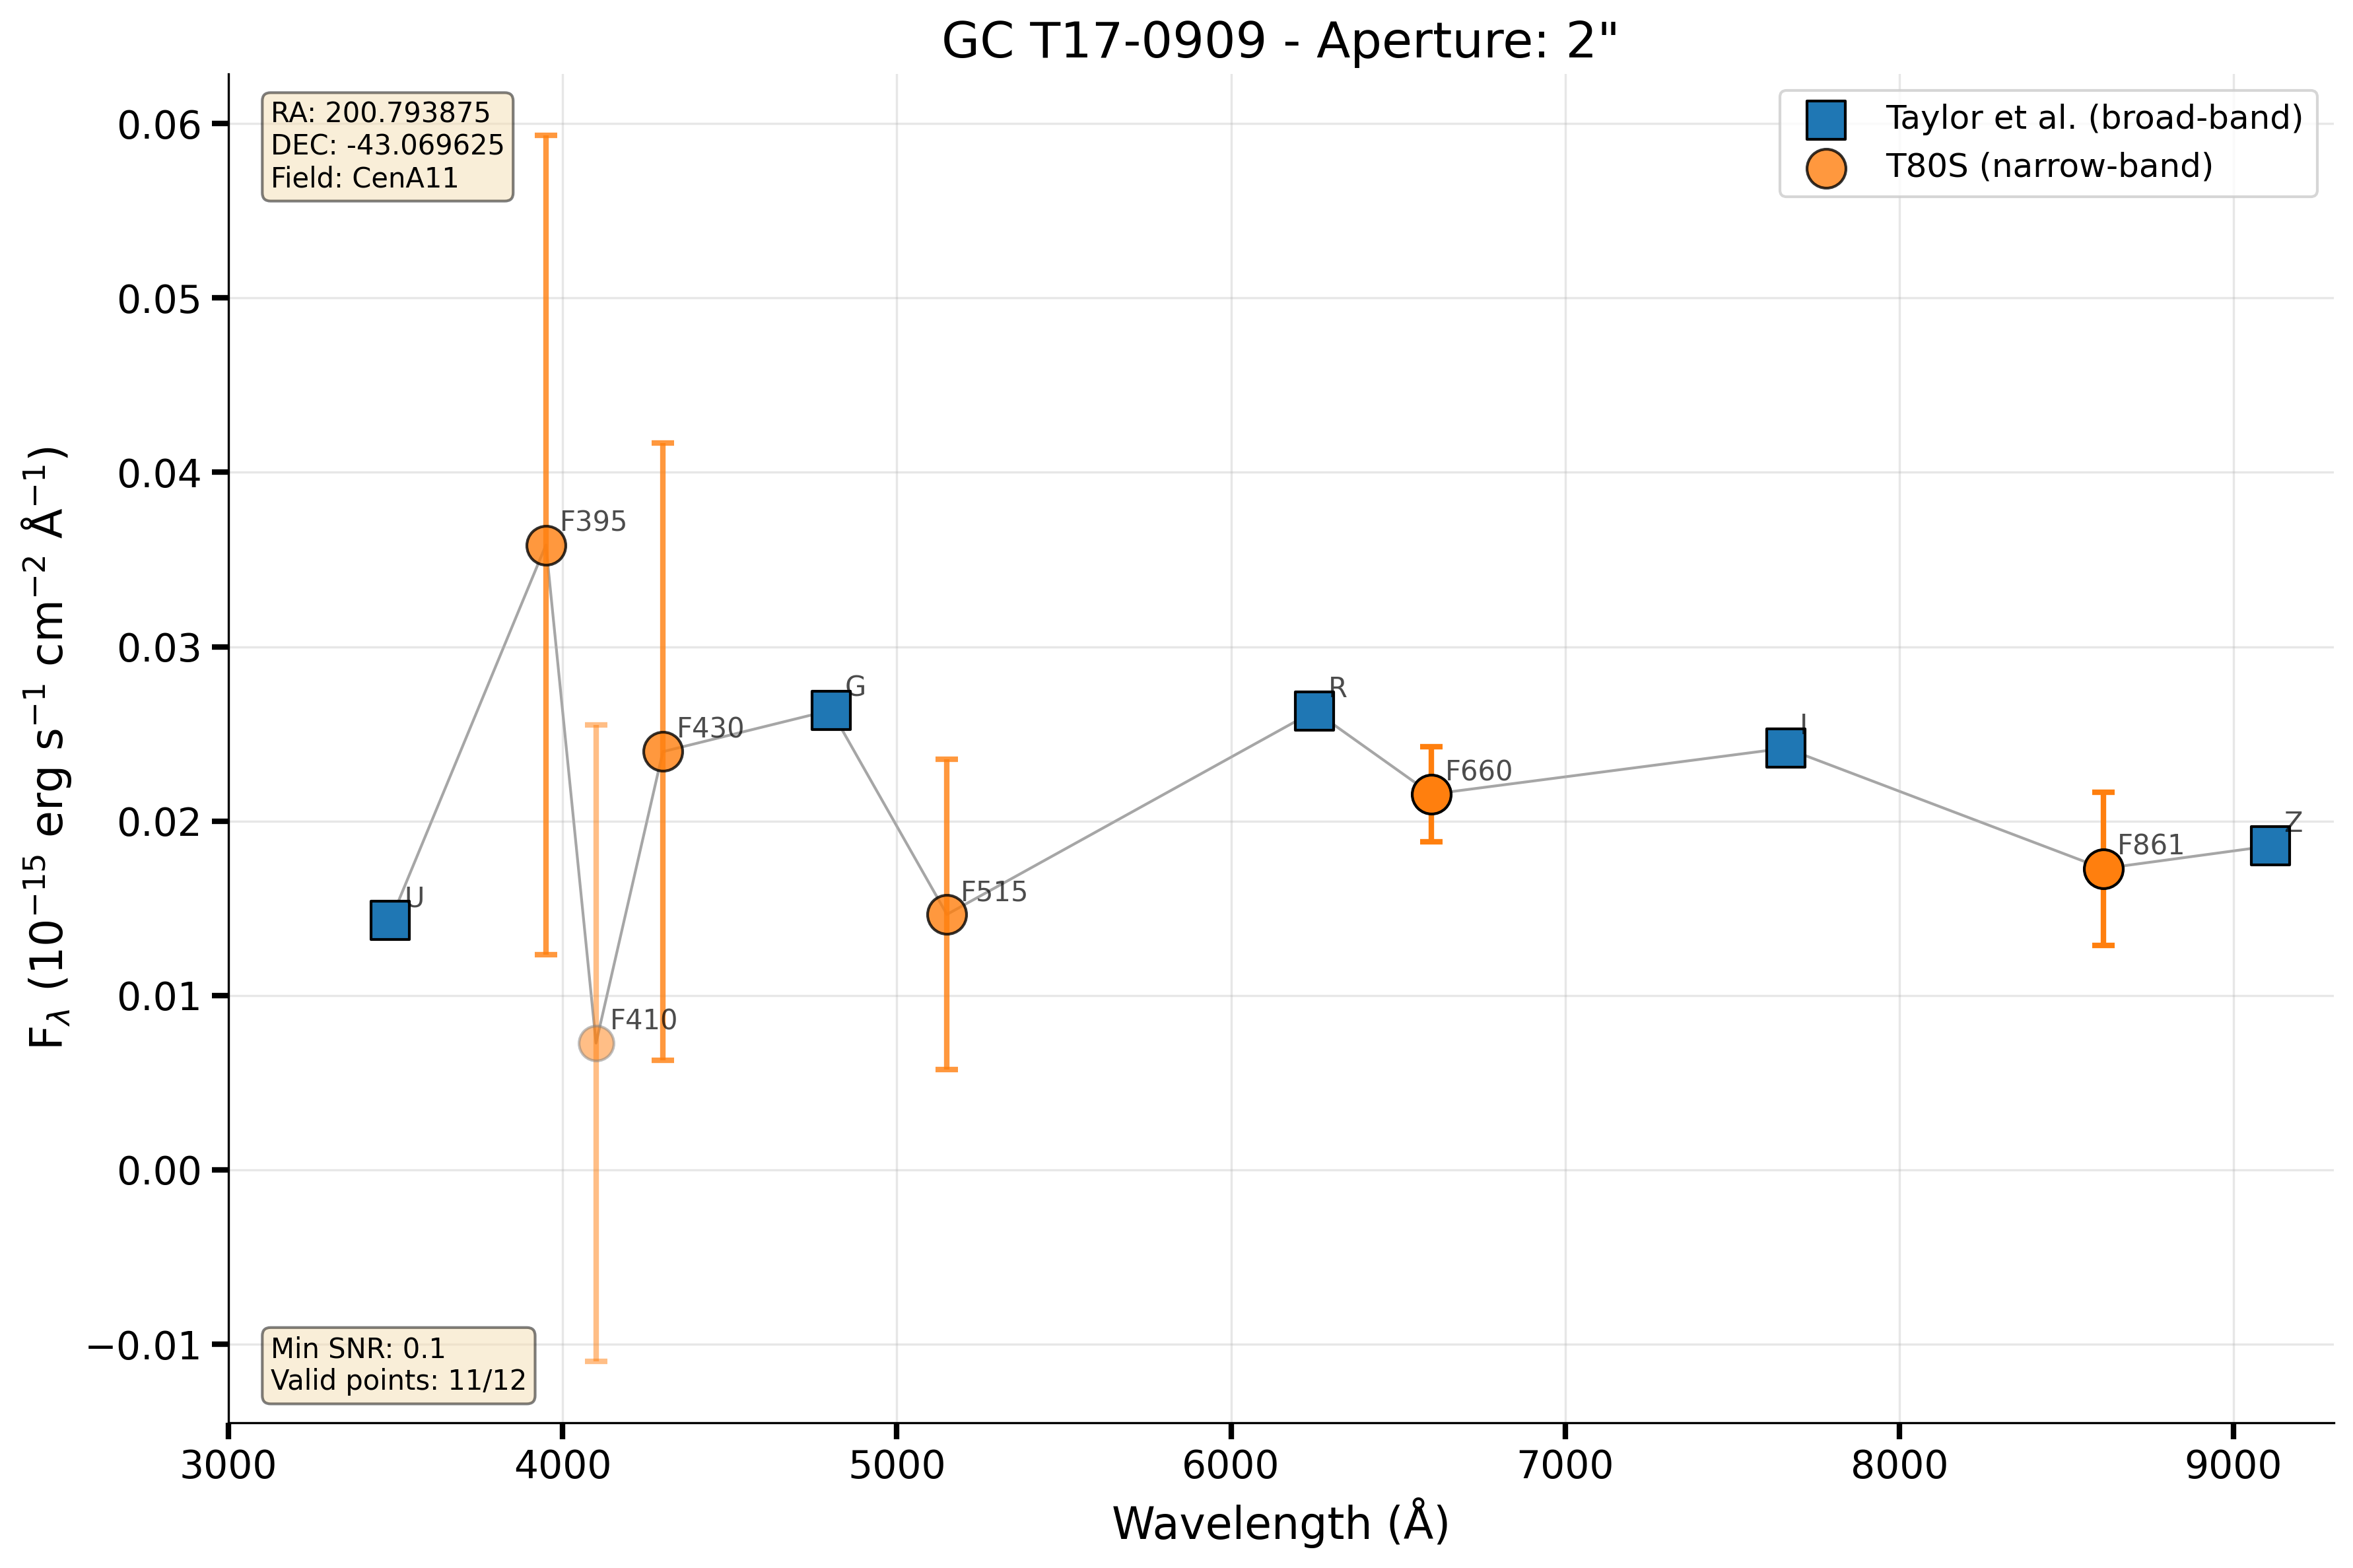 GC T17-0909 - Aperture: 2"
RA: 200.793875
DEC: -43.069625
Field: CenA11
Taylor et al. (broad-band)
T80S (narrow-band)
0.06
0.05
0.04
0.03
0.02
0.01
0.00
−0.01
F_λ (10⁻¹⁵ erg s⁻¹ cm⁻² Å⁻¹)
U
F395
F410
F430
G
F515
R
F660
I
F861
Z
Min SNR: 0.1
Valid points: 11/12
3000 4000 5000 6000 7000 8000 9000
Wavelength (Å)